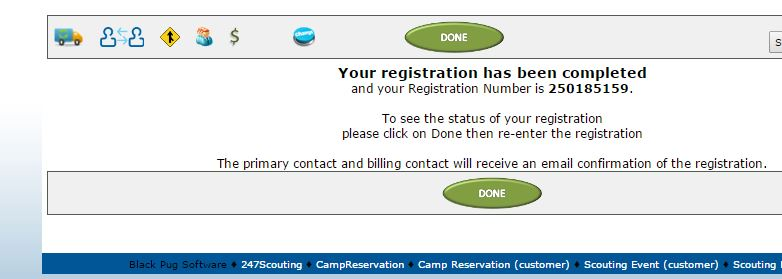 DONE
S
Your registration has been completed
and your Registration Number is 250185159.
To see the status of your registration
please click on Done then re-enter the registration
The primary contact and billing contact will receive an email confirmation of the registration.
DONE
Black Pug Software ♦ 247Scouting ♦ CampReservation ♦ Camp Reservation (customer) ♦ Scouting Event (customer) ♦ Scouting